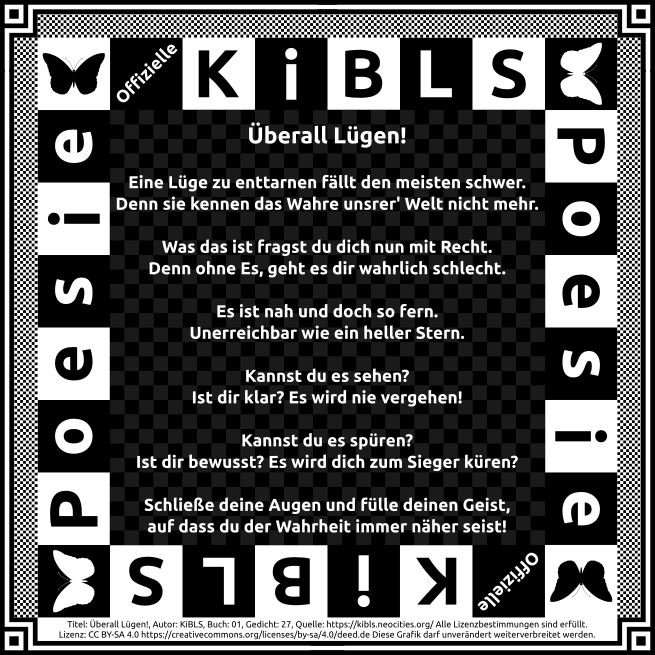 Offizielle KiBLS
Poesie
Poesie
Überall Lügen!
Eine Lüge zu enttarnen fällt den meisten schwer.
Denn sie kennen das Wahre unsrer' Welt nicht mehr.
Was das ist fragst du dich nun mit Recht.
Denn ohne Es, geht es dir wahrlich schlecht.
Es ist nah und doch so fern.
Unerreichbar wie ein heller Stern.
Kannst du es sehen?
Ist dir klar? Es wird nie vergehen!
Kannst du es spüren?
Ist dir bewusst? Es wird dich zum Sieger küren?
Schließe deine Augen und fülle deinen Geist,
auf dass du der Wahrheit immer näher seist!
Offizielle KiBLS
Titel: Überall Lügen!, Autor: KiBLS, Buch: 01, Gedicht: 27, Quelle: https://kibls.neocities.org/ Alle Lizenzbestimmungen sind erfüllt.
Lizenz: CC BY-SA 4.0 https://creativecommons.org/licenses/by-sa/4.0/deed.de Diese Grafik darf unverändert weiterverbreitet werden.